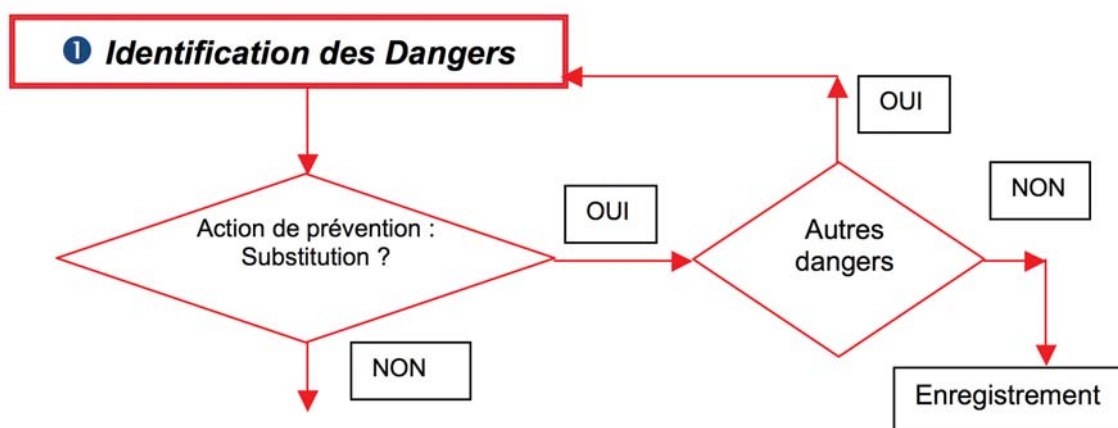 ❶ Identification des Dangers
OUI
NON
Action de prévention :
Substitution ?
OUI
Autres
dangers
NON
Enregistrement